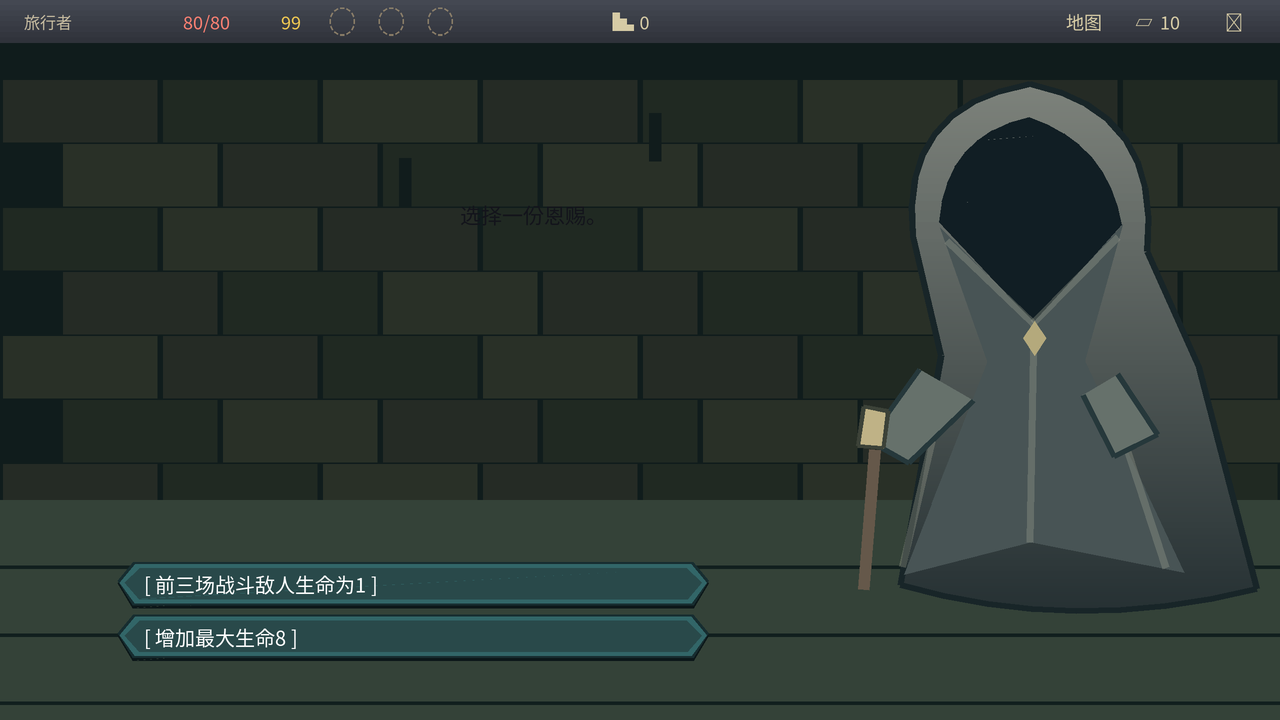 旅行者 80/80 99 0 地图 10
选择一份恩赐。
[ 前三场战斗敌人生命为1 ]
[ 增加最大生命8 ]